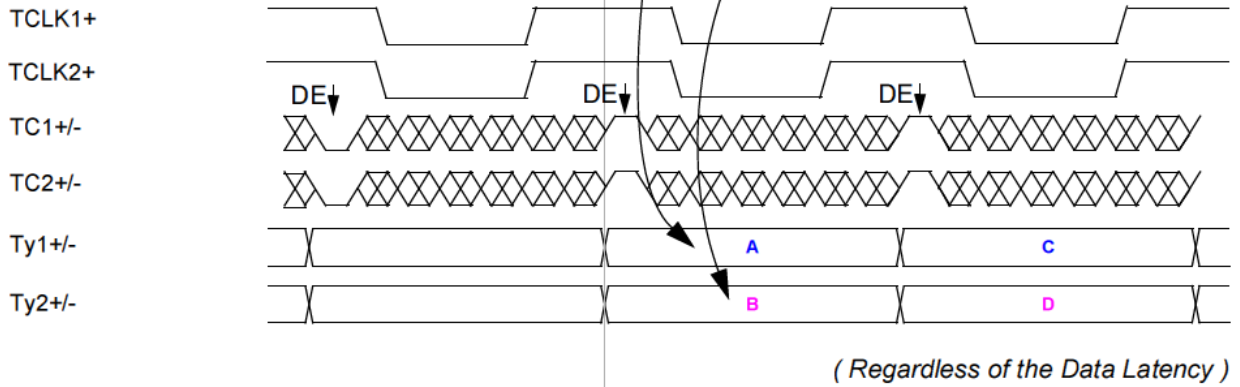 TCLK1+
TCLK2+
DE DE DE
TC1+/-
TC2+/-
Ty1+/- A C
Ty2+/- B D
( Regardless of the Data Latency )